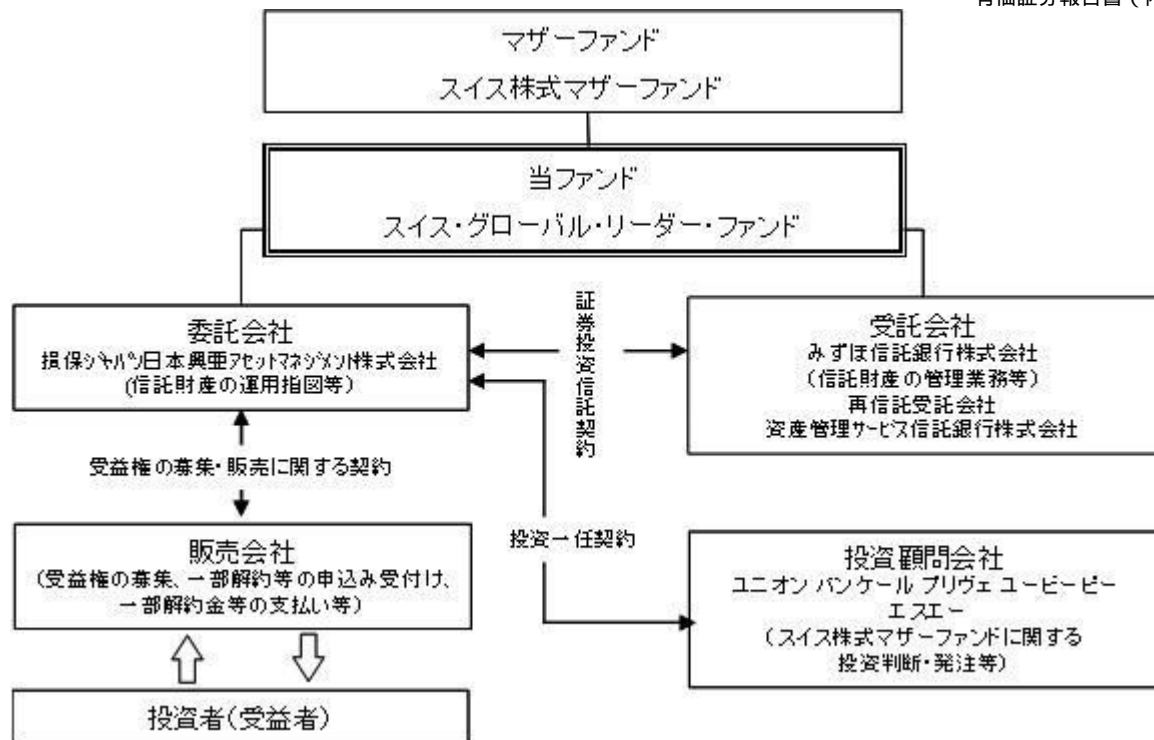 有価証券報告書(内
マザーファンド
スイス株式マザーファンド
当ファンド
スイス・グローバル・リーダー・ファンド
委託会社
損保ジャパン日本興亜アセットマネジメント株式会社
(信託財産の運用指図等)
証券投資信託契約
受託会社
みずほ信託銀行株式会社
(信託財産の管理業務等)
再信託受託会社
資産管理サービス信託銀行株式会社
受益権の募集・販売に関する契約
販売会社
(受益権の募集、一部解約等の申込み受付け、
一部解約金等の支払い等)
投資一任契約
投資顧問会社
ユニオン バンケール プリヴェ ユービーピー
エスエー
(スイス株式マザーファンドに関する
投資判断・発注等)
投資者(受益者)